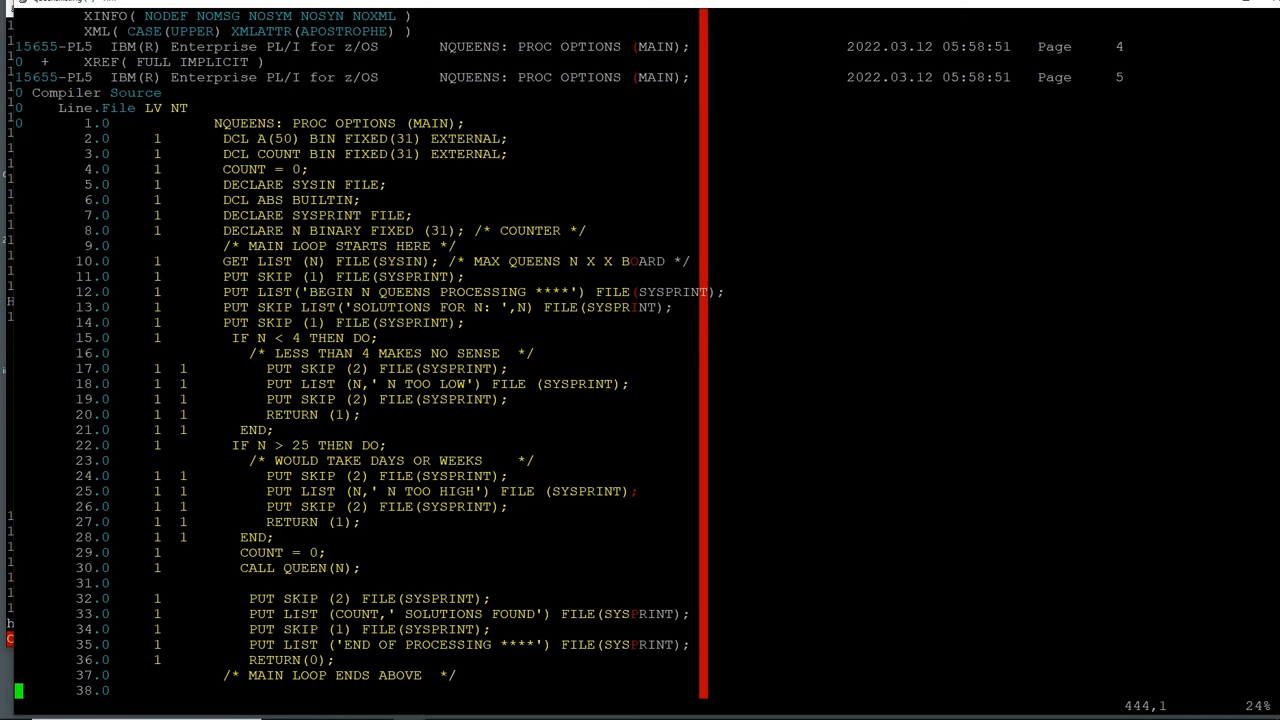 XINFO( NODEF NOMSG NOSYM NOSYN NOXML )
XML( CASE(UPPER) XMLATTR(APOSTROPHE) )
15655-PL5  IBM(R) Enterprise PL/I for z/OS       NQUEENS: PROC OPTIONS (MAIN);                  2022.03.12 05:58:51   Page     4
0  +    XREF( FULL IMPLICIT )
15655-PL5  IBM(R) Enterprise PL/I for z/OS       NQUEENS: PROC OPTIONS (MAIN);                  2022.03.12 05:58:51   Page     5
0 Compiler Source
0    Line.File LV NT
0       1.0            NQUEENS: PROC OPTIONS (MAIN);
2.0     1       DCL A(50) BIN FIXED(31) EXTERNAL;
3.0     1       DCL COUNT BIN FIXED(31) EXTERNAL;
4.0     1       COUNT = 0;
5.0     1       DECLARE SYSIN FILE;
6.0     1       DCL ABS BUILTIN;
7.0     1       DECLARE SYSPRINT FILE;
8.0     1       DECLARE N BINARY FIXED (31); /* COUNTER */
9.0             /* MAIN LOOP STARTS HERE */
10.0     1       GET LIST (N) FILE(SYSIN); /* MAX QUEENS N X X BOARD */
11.0     1       PUT SKIP (1) FILE(SYSPRINT);
12.0     1       PUT LIST('BEGIN N QUEENS PROCESSING ****') FILE(SYSPRINT);
13.0     1       PUT SKIP LIST('SOLUTIONS FOR N: ',N) FILE(SYSPRINT);
14.0     1       PUT SKIP (1) FILE(SYSPRINT);
15.0     1        IF N < 4 THEN DO;
16.0                /* LESS THAN 4 MAKES NO SENSE  */
17.0     1  1         PUT SKIP (2) FILE(SYSPRINT);
18.0     1  1         PUT LIST (N,' N TOO LOW') FILE (SYSPRINT);
19.0     1  1         PUT SKIP (2) FILE(SYSPRINT);
20.0     1  1         RETURN (1);
21.0     1  1      END;
22.0     1        IF N > 25 THEN DO;
23.0                /* WOULD TAKE DAYS OR WEEKS    */
24.0     1  1         PUT SKIP (2) FILE(SYSPRINT);
25.0     1  1         PUT LIST (N,' N TOO HIGH') FILE (SYSPRINT);
26.0     1  1         PUT SKIP (2) FILE(SYSPRINT);
27.0     1  1         RETURN (1);
28.0     1  1      END;
29.0     1         COUNT = 0;
30.0     1         CALL QUEEN(N);
31.0
32.0     1          PUT SKIP (2) FILE(SYSPRINT);
33.0     1          PUT LIST (COUNT,' SOLUTIONS FOUND') FILE(SYSPRINT);
34.0     1          PUT SKIP (1) FILE(SYSPRINT);
35.0     1          PUT LIST ('END OF PROCESSING ****') FILE(SYSPRINT);
36.0     1          RETURN(0);
37.0             /* MAIN LOOP ENDS ABOVE  */
38.0
444,1         24%